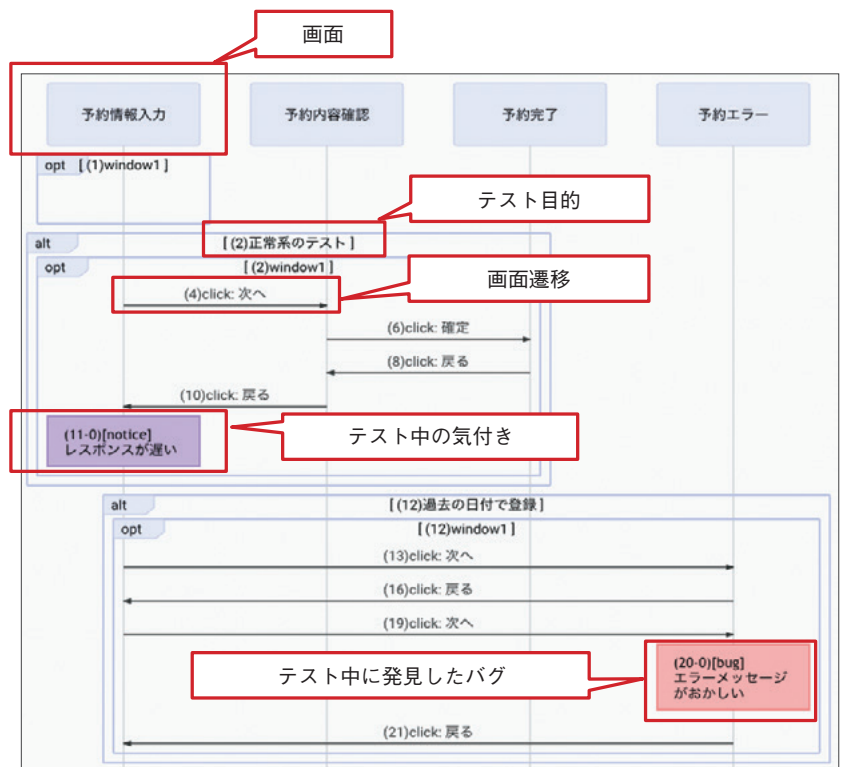 画面
予約情報入力
予約内容確認
予約完了
予約エラー
opt [(1)window1]
テスト目的
alt [(2)正常系のテスト]
opt [(2)window1]
画面遷移
(4)click: 次へ
(6)click: 確定
(8)click: 戻る
(10)click: 戻る
(11-0)[notice]
レスポンスが遅い
テスト中の気付き
alt [(12)過去の日付で登録]
opt [(12)window1]
(13)click: 次へ
(16)click: 戻る
(19)click: 次へ
テスト中に発見したバグ
(20-0)[bug]
エラーメッセージ
がおかしい
(21)click: 戻る